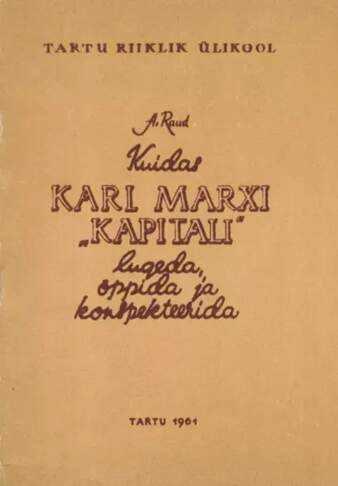 TARTU RIIKLIK ÜLIKOOL
A. Raud
Kuidas
KARL MARXI
„KAPITALI“
lugeda,
õppida ja
konspekteerida
TARTU 1961